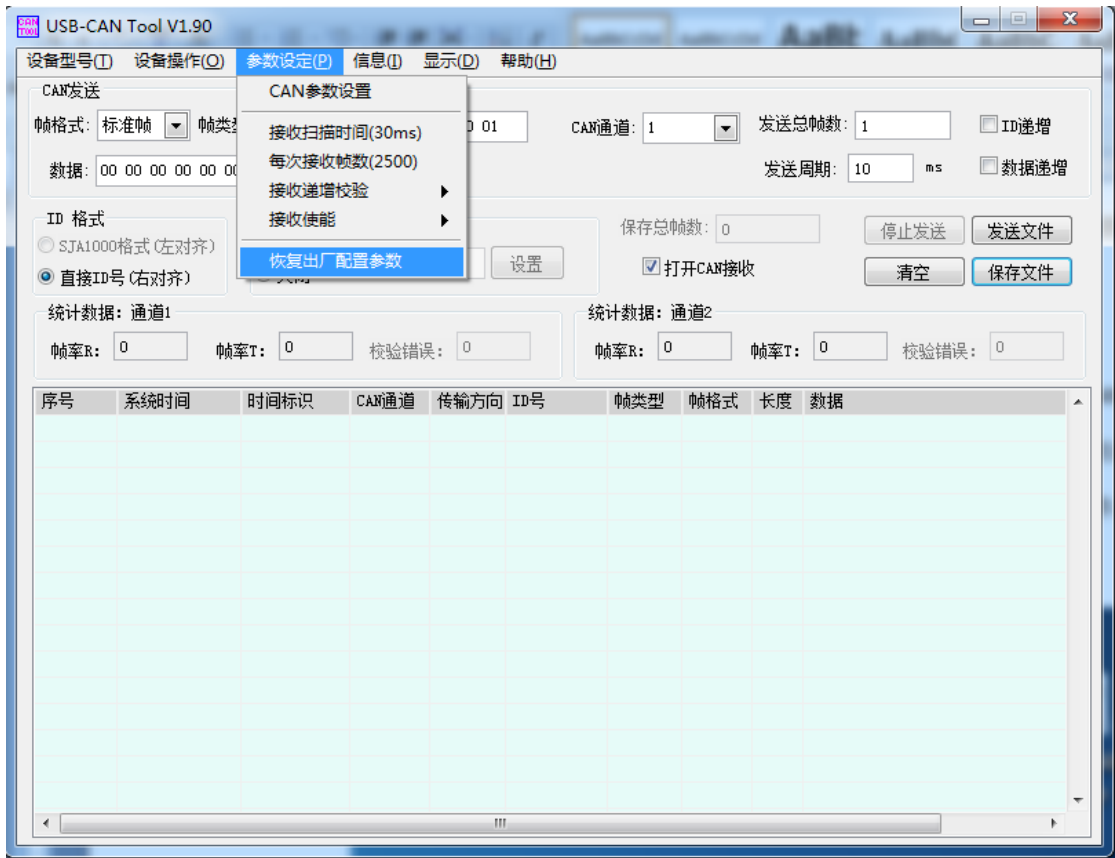 CAN TOOL USB-CAN Tool V1.90
设备型号(T) 设备操作(O) 参数设定(P) 信息(I) 显示(D) 帮助(H)
CAN发送
CAN参数设置
帧格式: 标准帧 帧类 01 CAN通道: 1 发送总帧数: 1 ID递增
接收扫描时间(30ms)
每次接收帧数(2500)
数据: 00 00 00 00 00 发送周期: 10 ms 数据递增
接收递增校验
接收使能
ID 格式
保存总帧数: 0 停止发送 发送文件
SJA1000格式(左对齐)
恢复出厂配置参数 设置
直接ID号(右对齐) 打开CAN接收 清空 保存文件
统计数据: 通道1 统计数据: 通道2
帧率R: 0 帧率T: 0 校验错误: 0 帧率R: 0 帧率T: 0 校验错误: 0
序号 系统时间 时间标识 CAN通道 传输方向 ID号 帧类型 帧格式 长度 数据